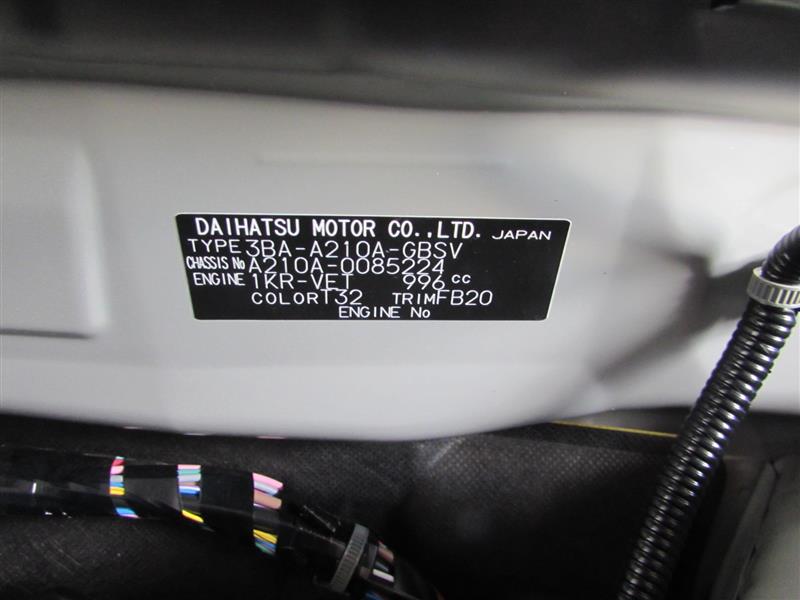 DAIHATSU MOTOR CO.,LTD. JAPAN
TYPE 3BA-A210A-GBSV
CHASSIS No A210A-0085224
ENGINE 1KR-VET 996 cc
COLOR T32 TRIM FB20
ENGINE No